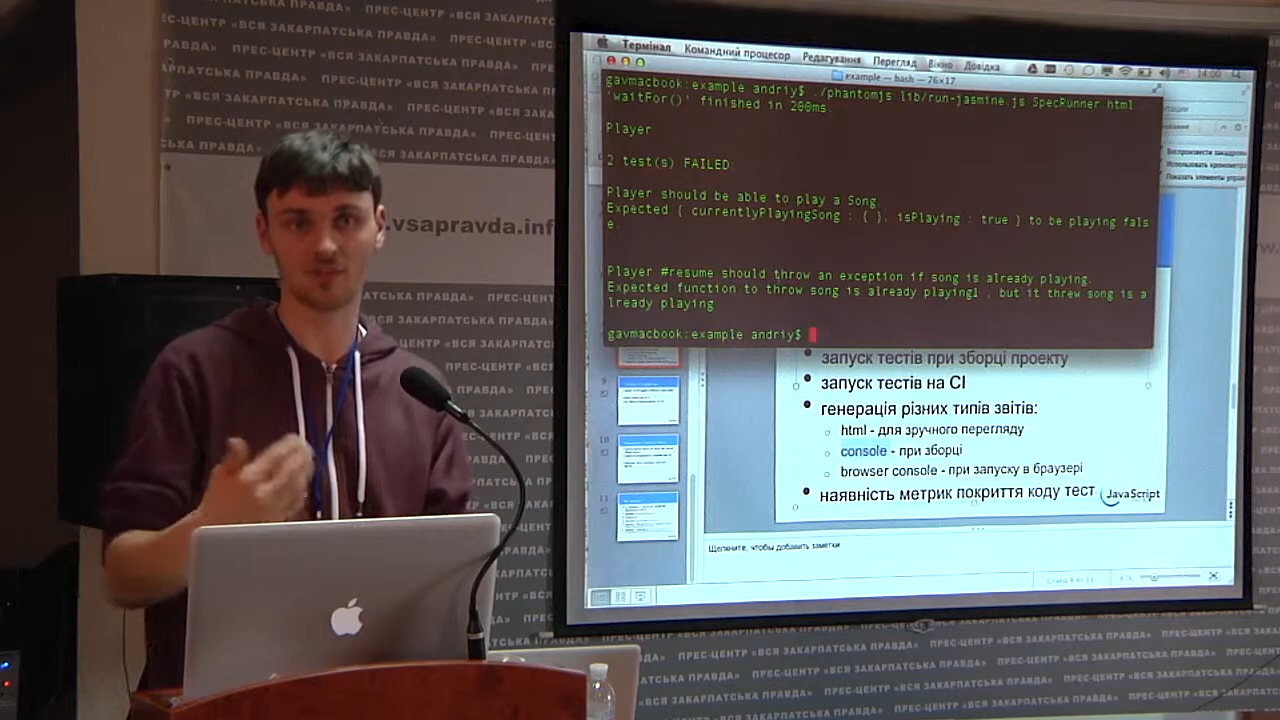 ПРЕС-ЦЕНТР «ВСЯ ЗАКАРПАТСЬКА ПРАВДА»
.vsapravda.inf
Термінал Командний процесор Редагування Перегляд Вікно Довідка 14:00
example — bash — 76×17
gavmacbook:example andriy$ ./phantomjs lib/run-jasmine.js SpecRunner.html
'waitFor()' finished in 200ms.
Player
2 test(s) FAILED:
Player should be able to play a Song.
Expected { currentlyPlayingSong : { }, isPlaying : true } to be playing fals
e.
Player #resume should throw an exception if song is already playing.
Expected function to throw song is already playing1 , but it threw song is a
lready playing
gavmacbook:example andriy$
запуск тестів при зборці проекту
запуск тестів на CI
генерація різних типів звітів:
html - для зручного перегляду
console - при зборці
browser console - при запуску в браузері
наявність метрик покриття коду тест
JavaScript
9
10
11
Щелкните, чтобы добавить заметки